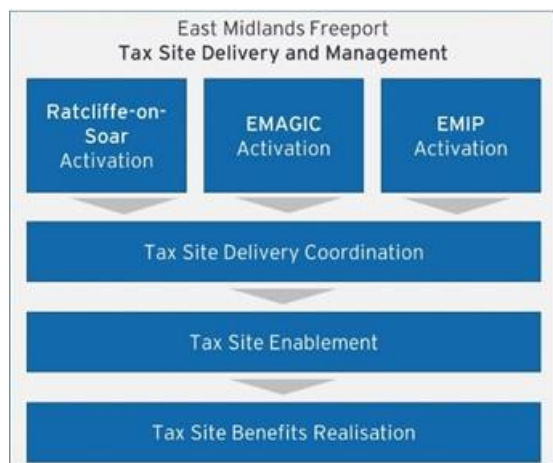 East Midlands Freeport
Tax Site Delivery and Management
Ratcliffe-on-
Soar
Activation
EMAGIC
Activation
EMIP
Activation
Tax Site Delivery Coordination
Tax Site Enablement
Tax Site Benefits Realisation